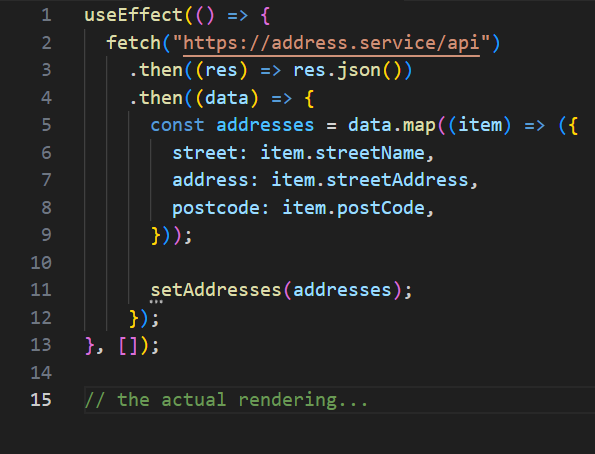 1 useEffect(() => {
2   fetch("https://address.service/api")
3     .then((res) => res.json())
4     .then((data) => {
5       const addresses = data.map((item) => ({
6         street: item.streetName,
7         address: item.streetAddress,
8         postcode: item.postCode,
9       }));
10
11       setAddresses(addresses);
12     });
13 }, []);
14
15 // the actual rendering...